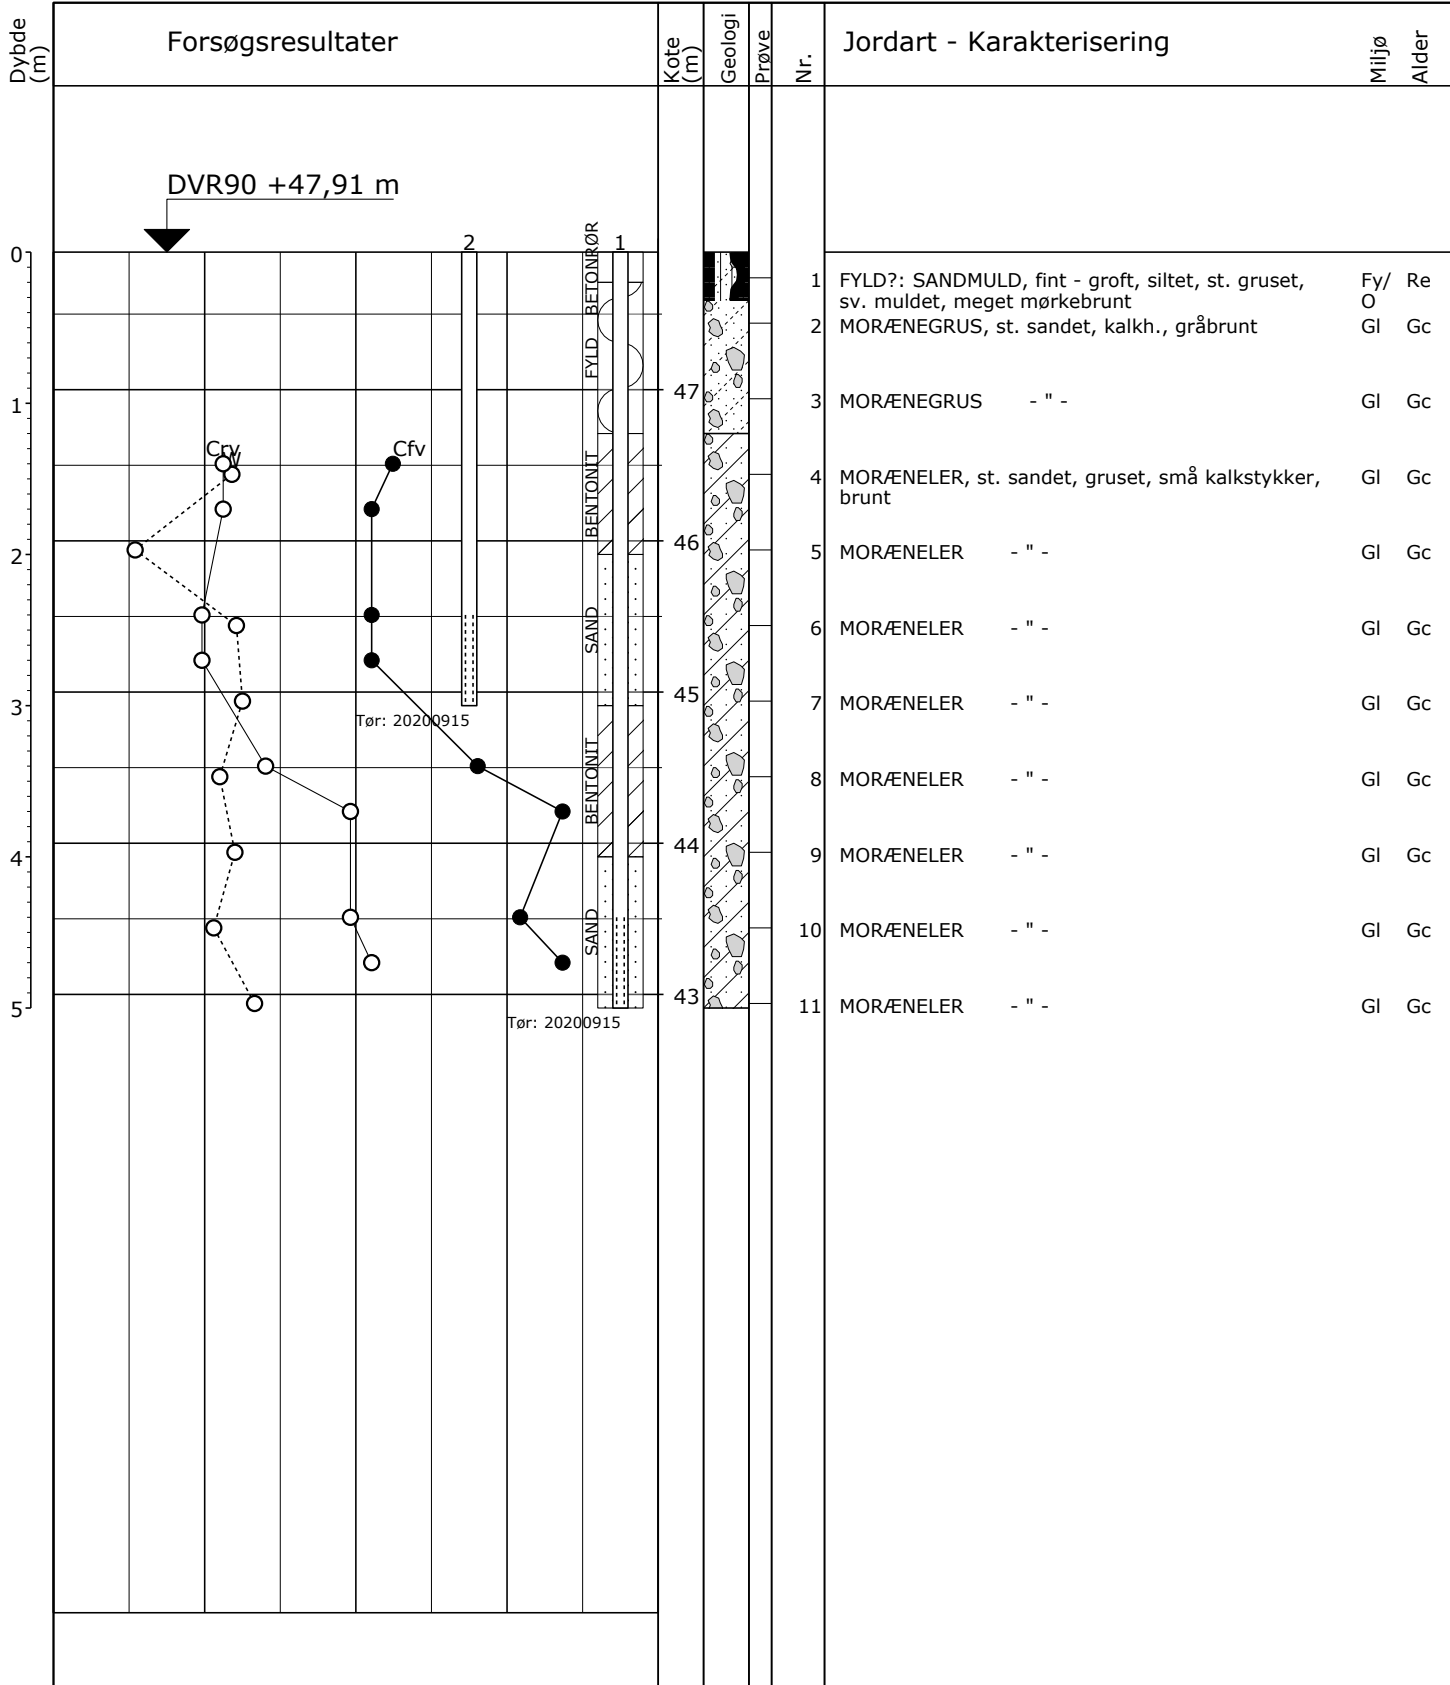 Dybde
(m)
Forsøgsresultater
Kote
(m)
Geologi
Prøve
Nr.
Jordart - Karakterisering
Miljø
Alder
DVR90 +47,91 m
0
1
2
3
4
5
2
1
BETONRØR
FYLD
BENTONIT
SAND
BENTONIT
SAND
Crv
W
Cfv
Tør: 20200915
Tør: 20200915
47
46
45
44
43
1 FYLD?: SANDMULD, fint - groft, siltet, st. gruset, Fy/ Re
sv. muldet, meget mørkebrunt O
2 MORÆNEGRUS, st. sandet, kalkh., gråbrunt Gl Gc
3 MORÆNEGRUS - " - Gl Gc
4 MORÆNELER, st. sandet, gruset, små kalkstykker, Gl Gc
brunt
5 MORÆNELER - " - Gl Gc
6 MORÆNELER - " - Gl Gc
7 MORÆNELER - " - Gl Gc
8 MORÆNELER - " - Gl Gc
9 MORÆNELER - " - Gl Gc
10 MORÆNELER - " - Gl Gc
11 MORÆNELER - " - Gl Gc